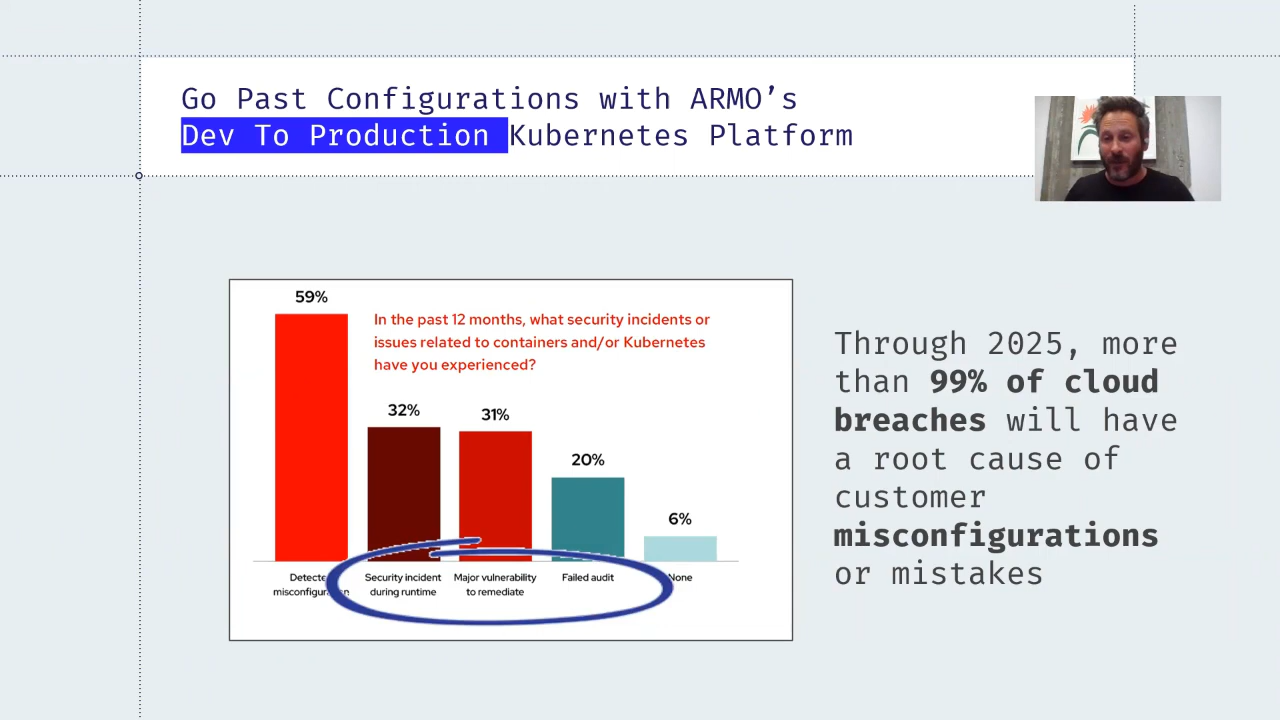 Go Past Configurations with ARMO’s
Dev To Production Kubernetes Platform
59%
In the past 12 months, what security incidents or
issues related to containers and/or Kubernetes
have you experienced?
32%
31%
20%
6%
Detected
misconfiguration
Security incident
during runtime
Major vulnerability
to remediate
Failed audit
None
Through 2025, more
than 99% of cloud
breaches will have
a root cause of
customer
misconfigurations
or mistakes